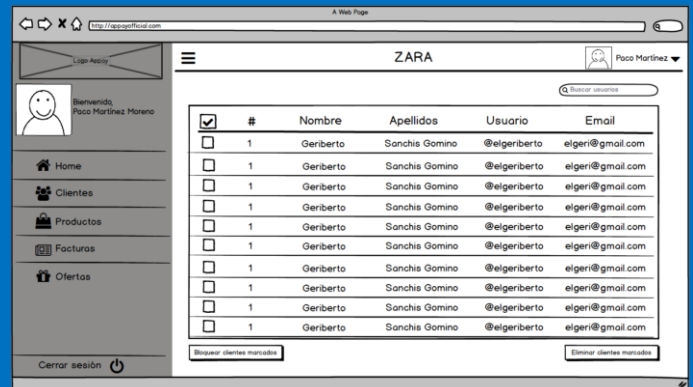 A Web Page
http://appayofficial.com
Logo Appay
ZARA
Paco Martínez
Bienvenido,
Paco Martínez Moreno
Buscar usuarios
# Nombre Apellidos Usuario Email
1 Geriberto Sanchis Gomino @elgeriberto elgeri@gmail.com
1 Geriberto Sanchis Gomino @elgeriberto elgeri@gmail.com
1 Geriberto Sanchis Gomino @elgeriberto elgeri@gmail.com
1 Geriberto Sanchis Gomino @elgeriberto elgeri@gmail.com
1 Geriberto Sanchis Gomino @elgeriberto elgeri@gmail.com
1 Geriberto Sanchis Gomino @elgeriberto elgeri@gmail.com
1 Geriberto Sanchis Gomino @elgeriberto elgeri@gmail.com
1 Geriberto Sanchis Gomino @elgeriberto elgeri@gmail.com
1 Geriberto Sanchis Gomino @elgeriberto elgeri@gmail.com
1 Geriberto Sanchis Gomino @elgeriberto elgeri@gmail.com
Home
Clientes
Productos
Facturas
Ofertas
Cerrar sesión
Bloquear clientes marcados
Eliminar clientes marcados